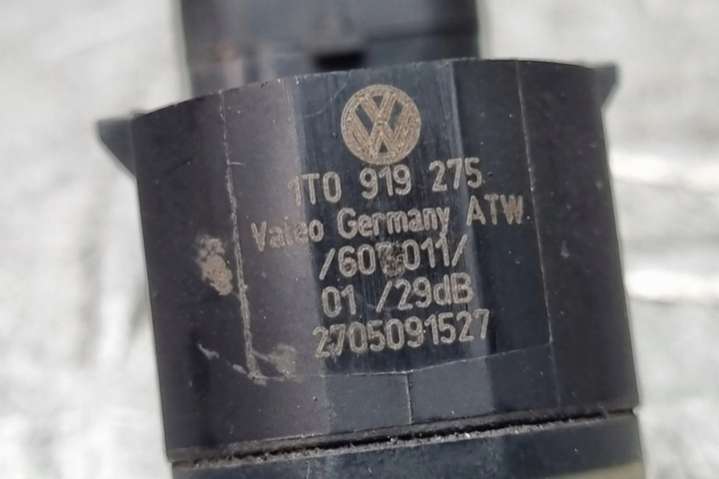 1T0 919 275
Valeo Germany ATW
01 /29dB
2705091527